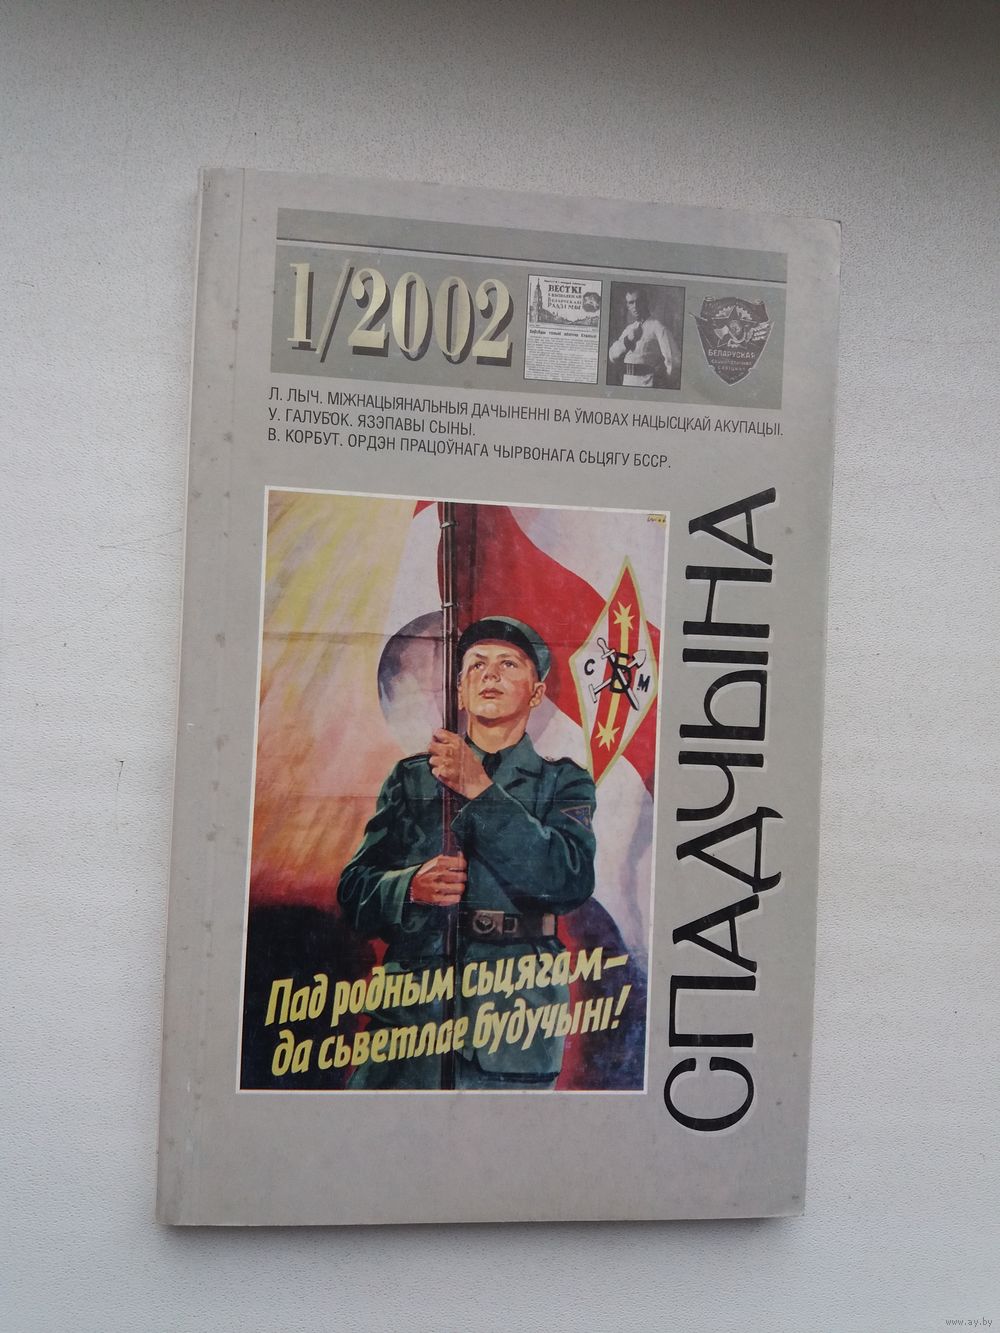 1/2002
ВЕСТКІ
БЕЛАРУСКАЯ
Л. ЛЫЧ. МІЖНАЦЫЯНАЛЬНЫЯ ДАЧЫНЕННІ ВА ЎМОВАХ НАЦЫСЦКАЙ АКУПАЦЫІ.
У. ГАЛУБОК. ЯЗЭПАВЫ СЫНЫ.
В. КОРБУТ. ОРДЭН ПРАЦОЎНАГА ЧЫРВОНАГА СЬЦЯГУ БССР.
С Б М
Пад родным сьцягам–
да сьветлае будучыні!
СПАДЧЫНА
www.ay.by